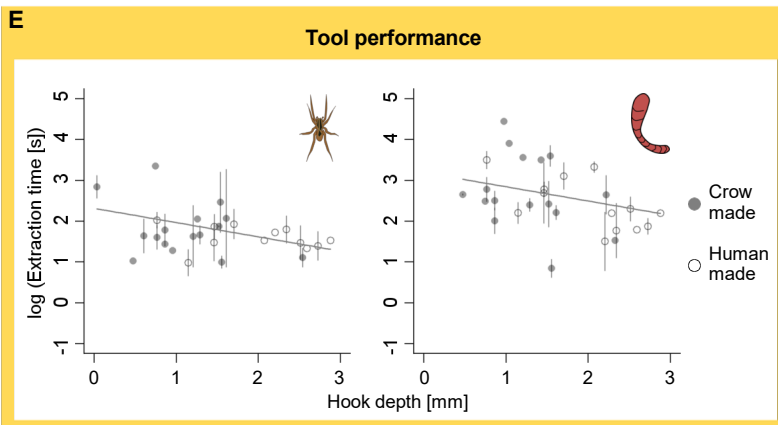 E
Tool performance
log (Extraction time [s])
5
4
3
2
1
0
-1
0 1 2 3
5
4
3
2
1
0
-1
0 1 2 3
Hook depth [mm]
Crow
made
Human
made